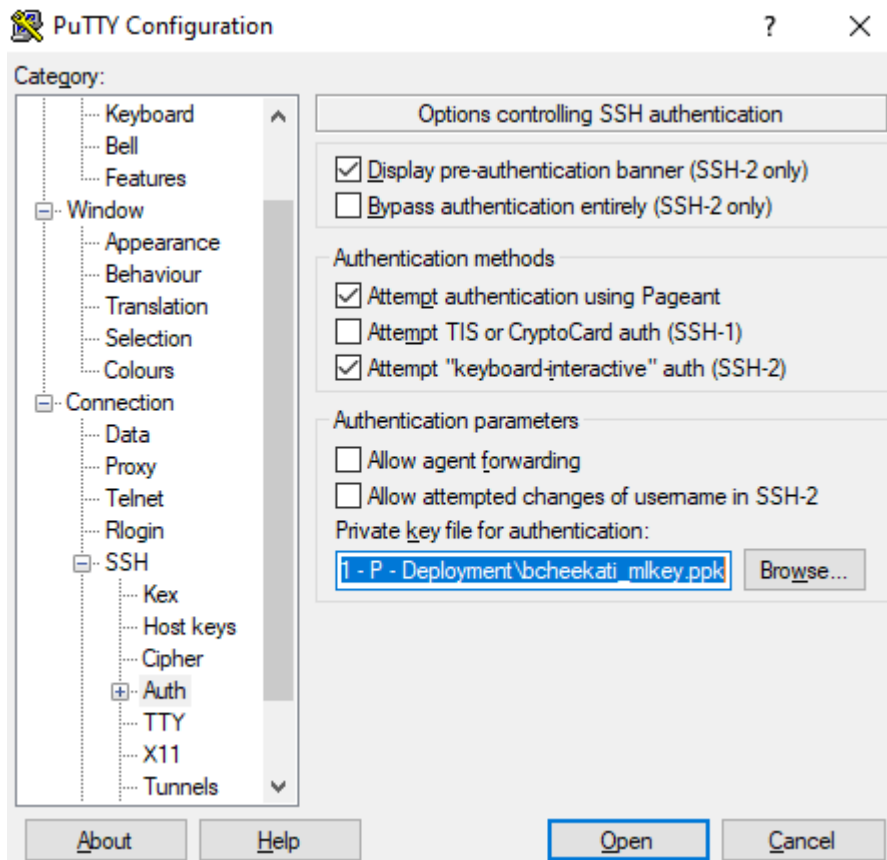 PuTTY Configuration
?
Category:
Keyboard
Bell
Features
Window
Appearance
Behaviour
Translation
Selection
Colours
Connection
Data
Proxy
Telnet
Rlogin
SSH
Kex
Host keys
Cipher
Auth
TTY
X11
Tunnels
Options controlling SSH authentication
Display pre-authentication banner (SSH-2 only)
Bypass authentication entirely (SSH-2 only)
Authentication methods
Attempt authentication using Pageant
Attempt TIS or CryptoCard auth (SSH-1)
Attempt "keyboard-interactive" auth (SSH-2)
Authentication parameters
Allow agent forwarding
Allow attempted changes of username in SSH-2
Private key file for authentication:
1 - P - Deployment\bcheekati_mlkey.ppk
Browse...
About
Help
Open
Cancel